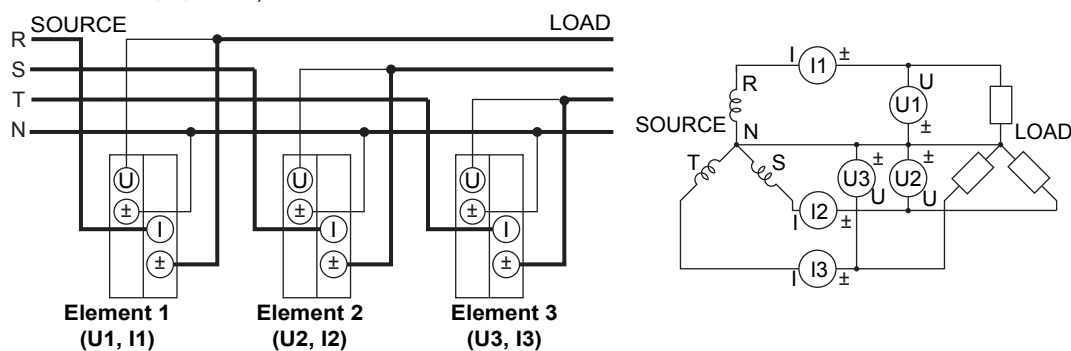 R SOURCE LOAD
S
T
N
U U U
± ± ±
I I I
± ± ±
Element 1 Element 2 Element 3
(U1, I1) (U2, I2) (U3, I3)
I I1 ±
R U
U1
SOURCE N ± LOAD
T S ± ±
U3 U2
U U
I I2 ±
I I3 ±